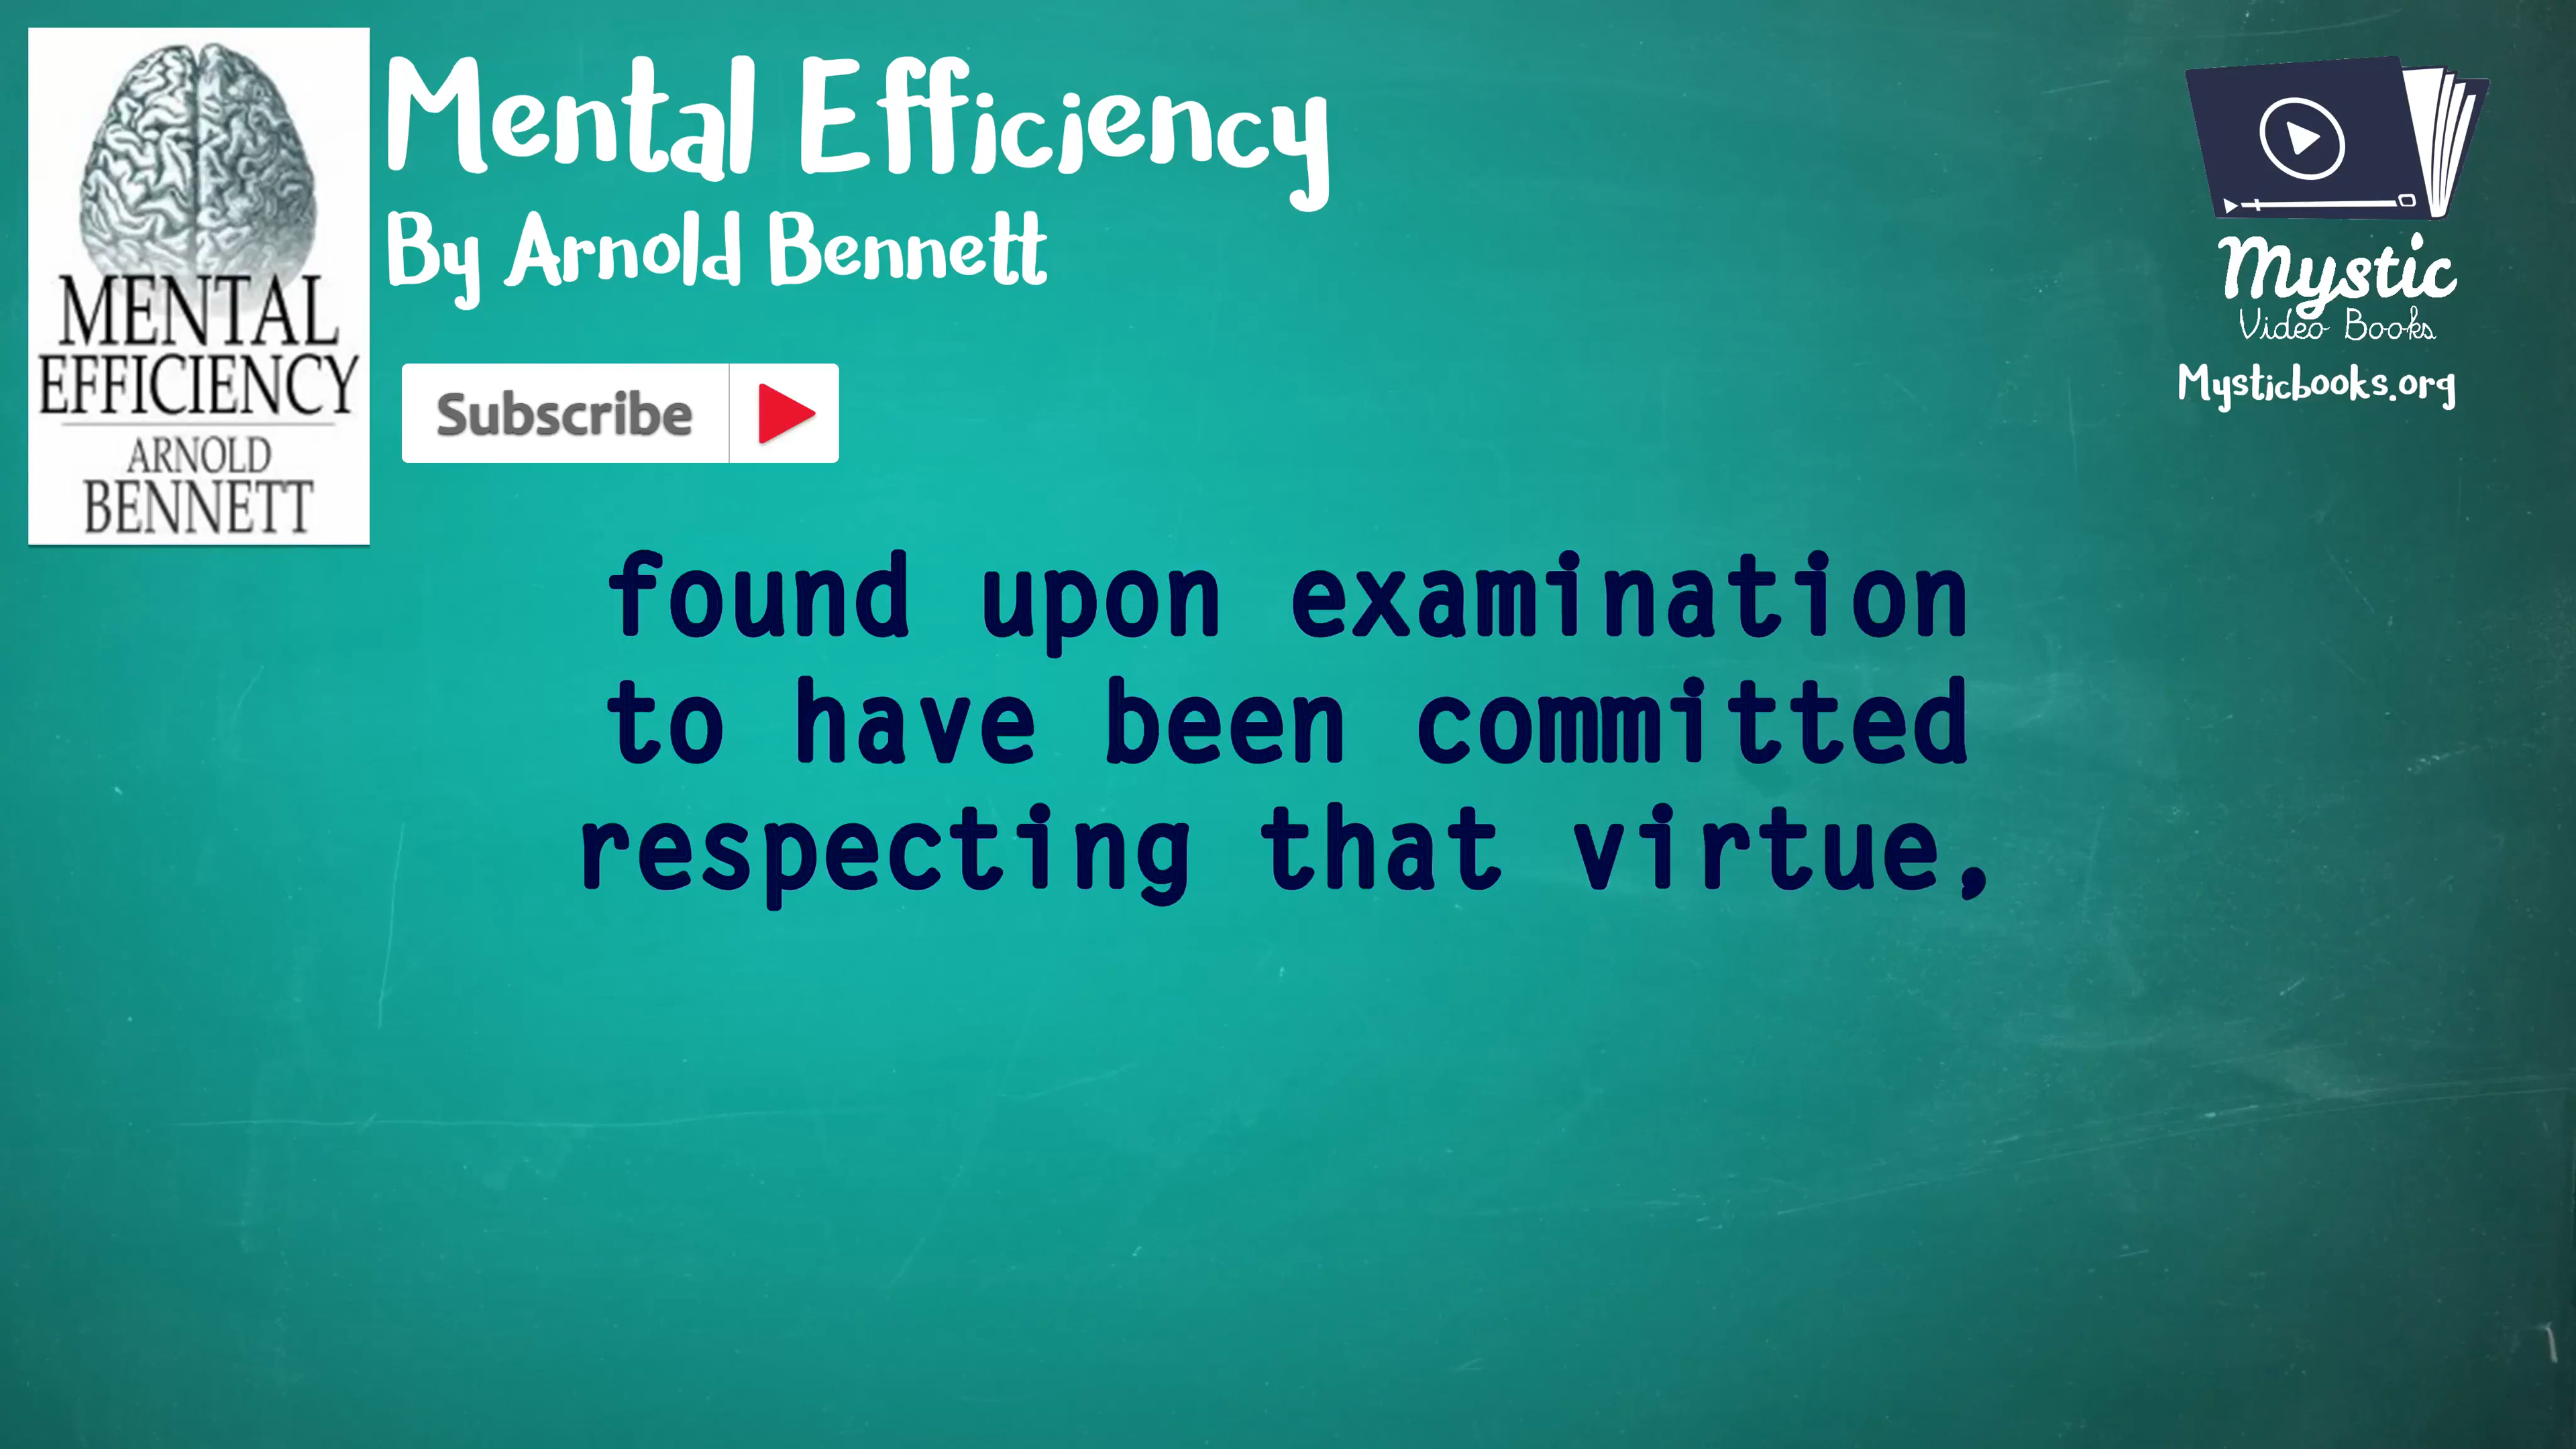 Mental Efficiency
By Arnold Bennett
MENTAL
EFFICIENCY
ARNOLD
BENNETT
Subscribe
Mystic
Video Books
Mysticbooks.org
found upon examination
to have been committed
respecting that virtue,